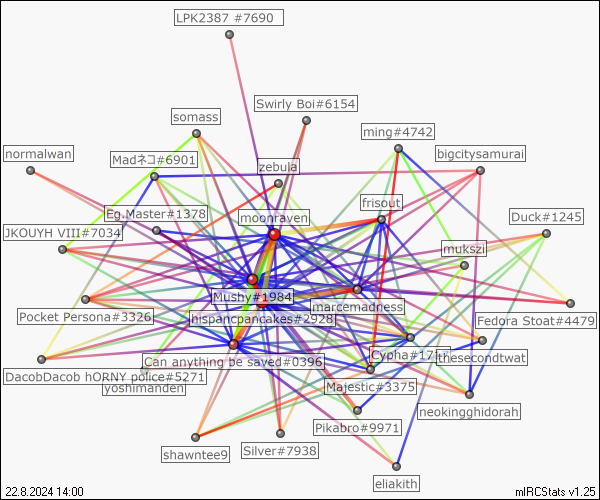 LPK2387 #7690
Swirly Boi#6154
somass
ming#4742
normalwan
Madネコ#6901
zebula
bigcitysamurai
frisout
Eg.Master#1378
moonraven
Duck#1245
JKOUYH VIII#7034
mukszi
Mushy#1984
Pocket Persona#3326
hispancpancakes#2928
marcemadness
Fedora Stoat#4479
Can anything be saved#0396
thesecondtwat
DacobDacob hORNY police#5271
yoshimanden
Majestic#3375
neokingghidorah
Pikabro#9971
shawntee9
Silver#7938
eliakith
22.8.2024 14:00
mIRCStats v1.25